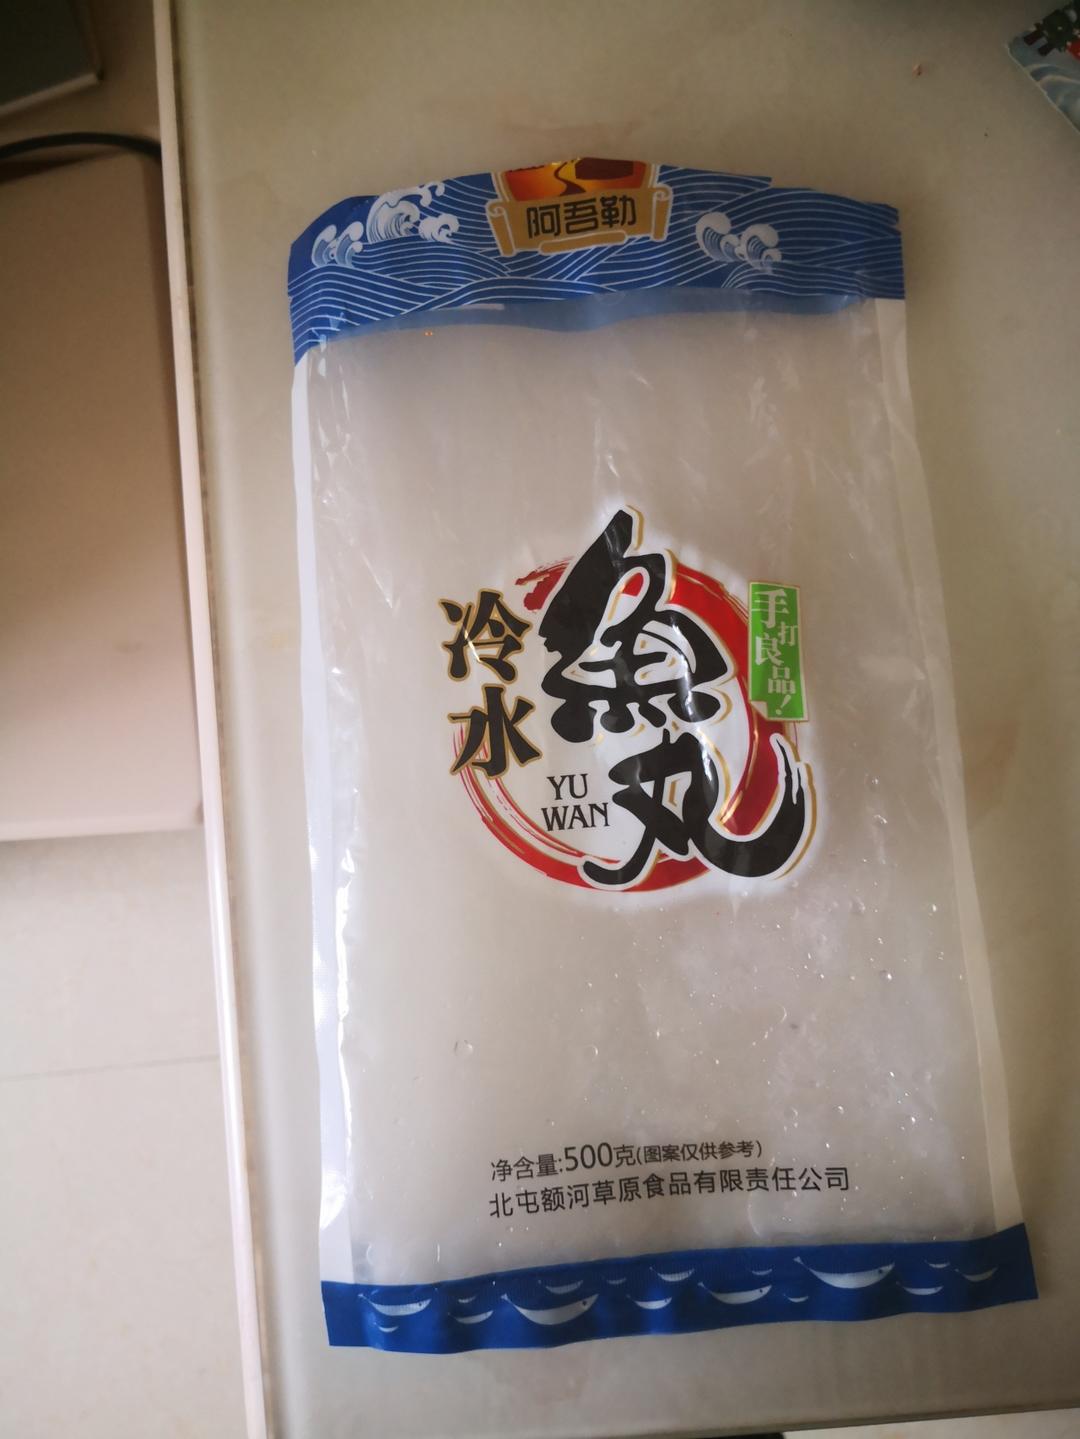 阿吾勒
冷水
鱼丸
YU
WAN
手打
良品!
净含量:500克(图案仅供参考)
北屯额河草原食品有限责任公司